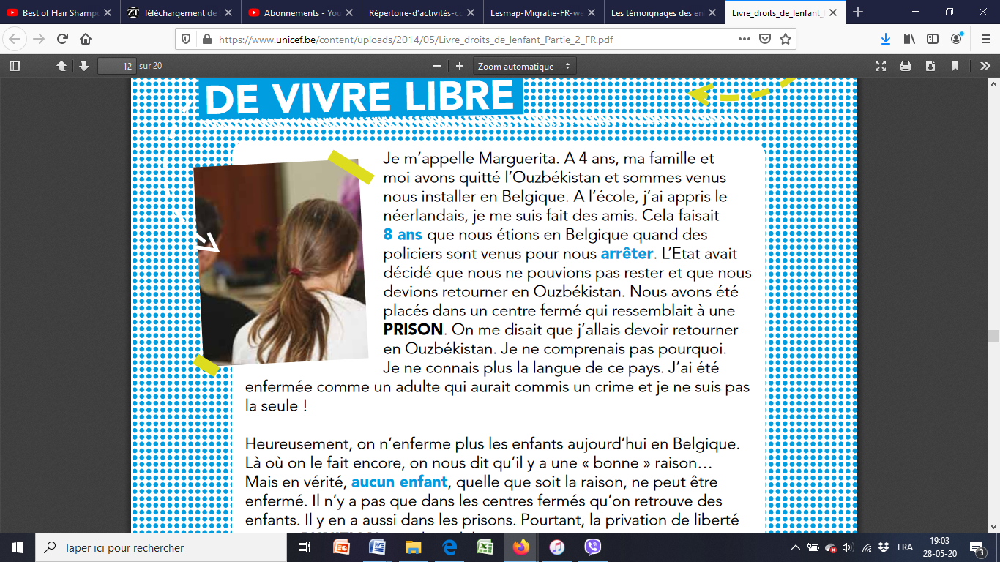 Best of Hair Shampo
Téléchargement de
Abonnements - You
Répertoire-d'activités-co
Lesmap-Migratie-FR-we
Les témoignages des en
Livre_droits_de_lenfant_
https://www.unicef.be/content/uploads/2014/05/Livre_droits_de_lenfant_Partie_2_FR.pdf
12 sur 20
Zoom automatique
DE VIVRE LIBRE
Je m'appelle Marguerita. A 4 ans, ma famille et
moi avons quitté l'Ouzbékistan et sommes venus
nous installer en Belgique. A l'école, j'ai appris le
néerlandais, je me suis fait des amis. Cela faisait
8 ans que nous étions en Belgique quand des
policiers sont venus pour nous arrêter. L'Etat avait
décidé que nous ne pouvions pas rester et que nous
devions retourner en Ouzbékistan. Nous avons été
placés dans un centre fermé qui ressemblait à une
PRISON. On me disait que j'allais devoir retourner
en Ouzbékistan. Je ne comprenais pas pourquoi.
Je ne connais plus la langue de ce pays. J'ai été
enfermée comme un adulte qui aurait commis un crime et je ne suis pas
la seule !
Heureusement, on n'enferme plus les enfants aujourd'hui en Belgique.
Là où on le fait encore, on nous dit qu'il y a une « bonne » raison…
Mais en vérité, aucun enfant, quelle que soit la raison, ne peut être
enfermé. Il n'y a pas que dans les centres fermés qu'on retrouve des
enfants. Il y en a aussi dans les prisons. Pourtant, la privation de liberté
Taper ici pour rechercher
FRA
19:03
28-05-20
3